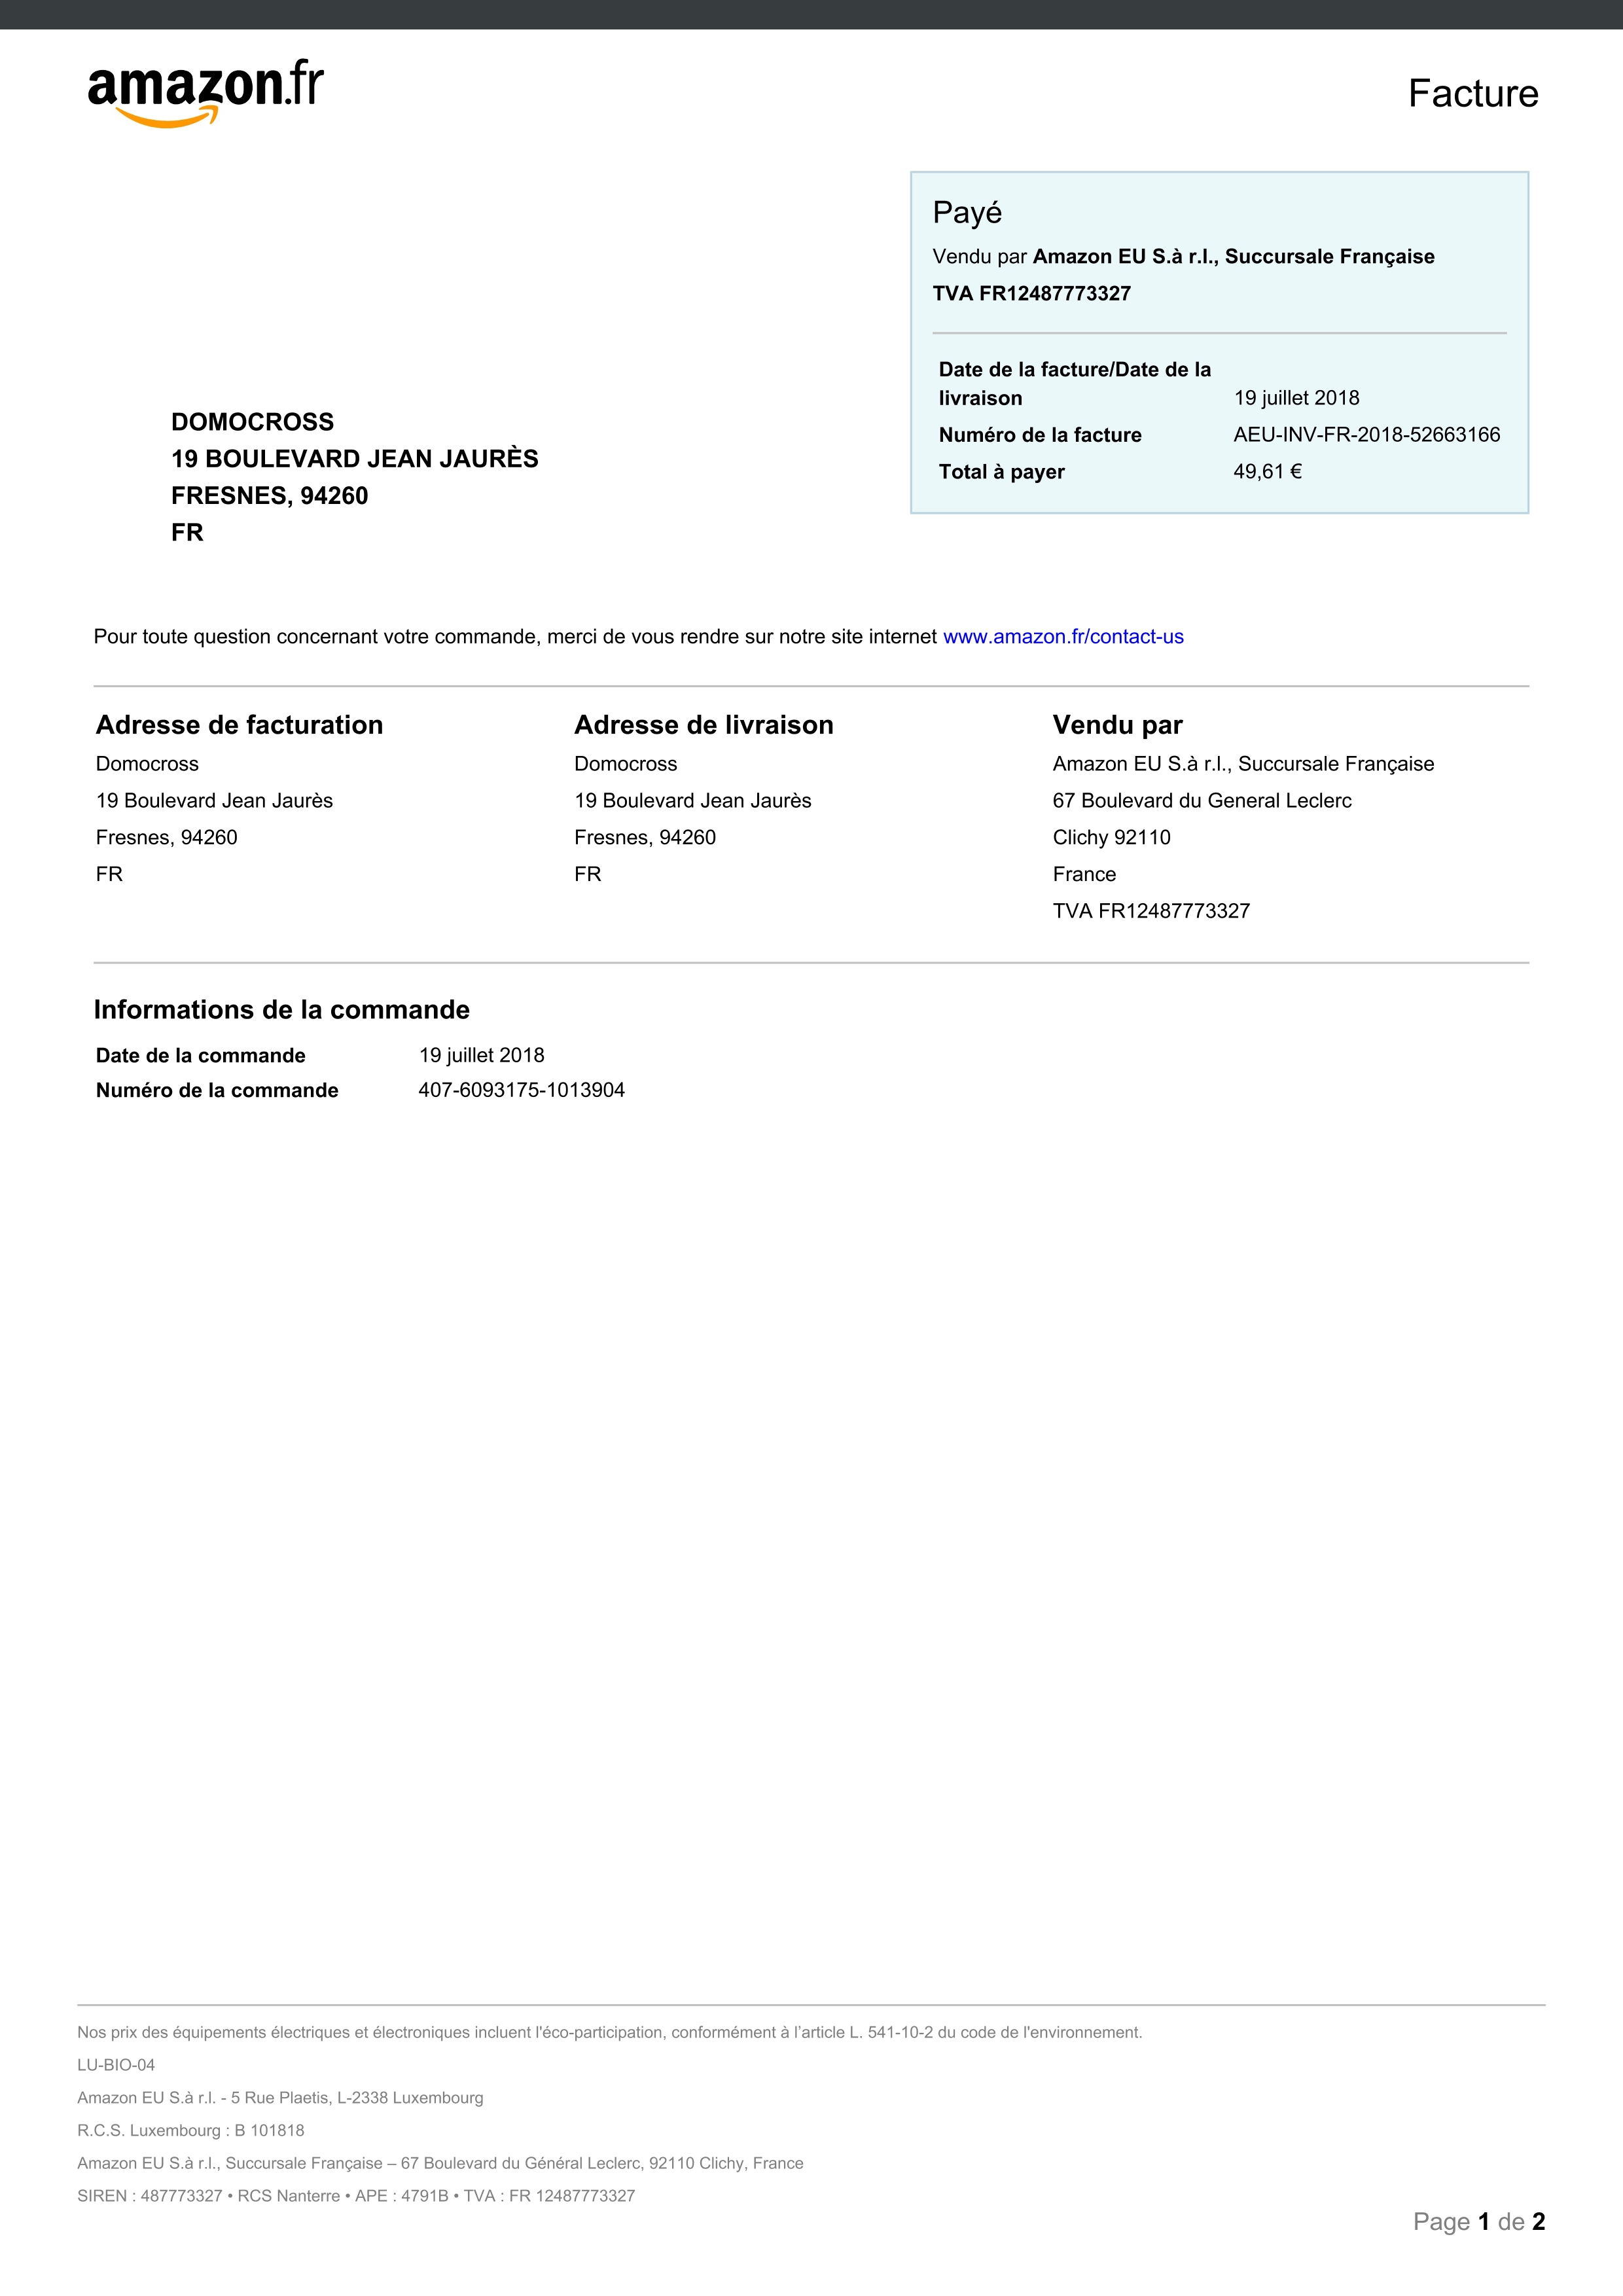 amazon.fr
Facture
Payé
Vendu par Amazon EU S.à r.l., Succursale Française
TVA FR12487773327
Date de la facture/Date de la
livraison 19 juillet 2018
Numéro de la facture AEU-INV-FR-2018-52663166
Total à payer 49,61 €
DOMOCROSS
19 BOULEVARD JEAN JAURÈS
FRESNES, 94260
FR
Pour toute question concernant votre commande, merci de vous rendre sur notre site internet www.amazon.fr/contact-us
Adresse de facturation
Domocross
19 Boulevard Jean Jaurès
Fresnes, 94260
FR
Adresse de livraison
Domocross
19 Boulevard Jean Jaurès
Fresnes, 94260
FR
Vendu par
Amazon EU S.à r.l., Succursale Française
67 Boulevard du General Leclerc
Clichy 92110
France
TVA FR12487773327
Informations de la commande
Date de la commande 19 juillet 2018
Numéro de la commande 407-6093175-1013904
Nos prix des équipements électriques et électroniques incluent l'éco-participation, conformément à l’article L. 541-10-2 du code de l'environnement.
LU-BIO-04
Amazon EU S.à r.l. - 5 Rue Plaetis, L-2338 Luxembourg
R.C.S. Luxembourg : B 101818
Amazon EU S.à r.l., Succursale Française – 67 Boulevard du Général Leclerc, 92110 Clichy, France
SIREN : 487773327 • RCS Nanterre • APE : 4791B • TVA : FR 12487773327
Page 1 de 2